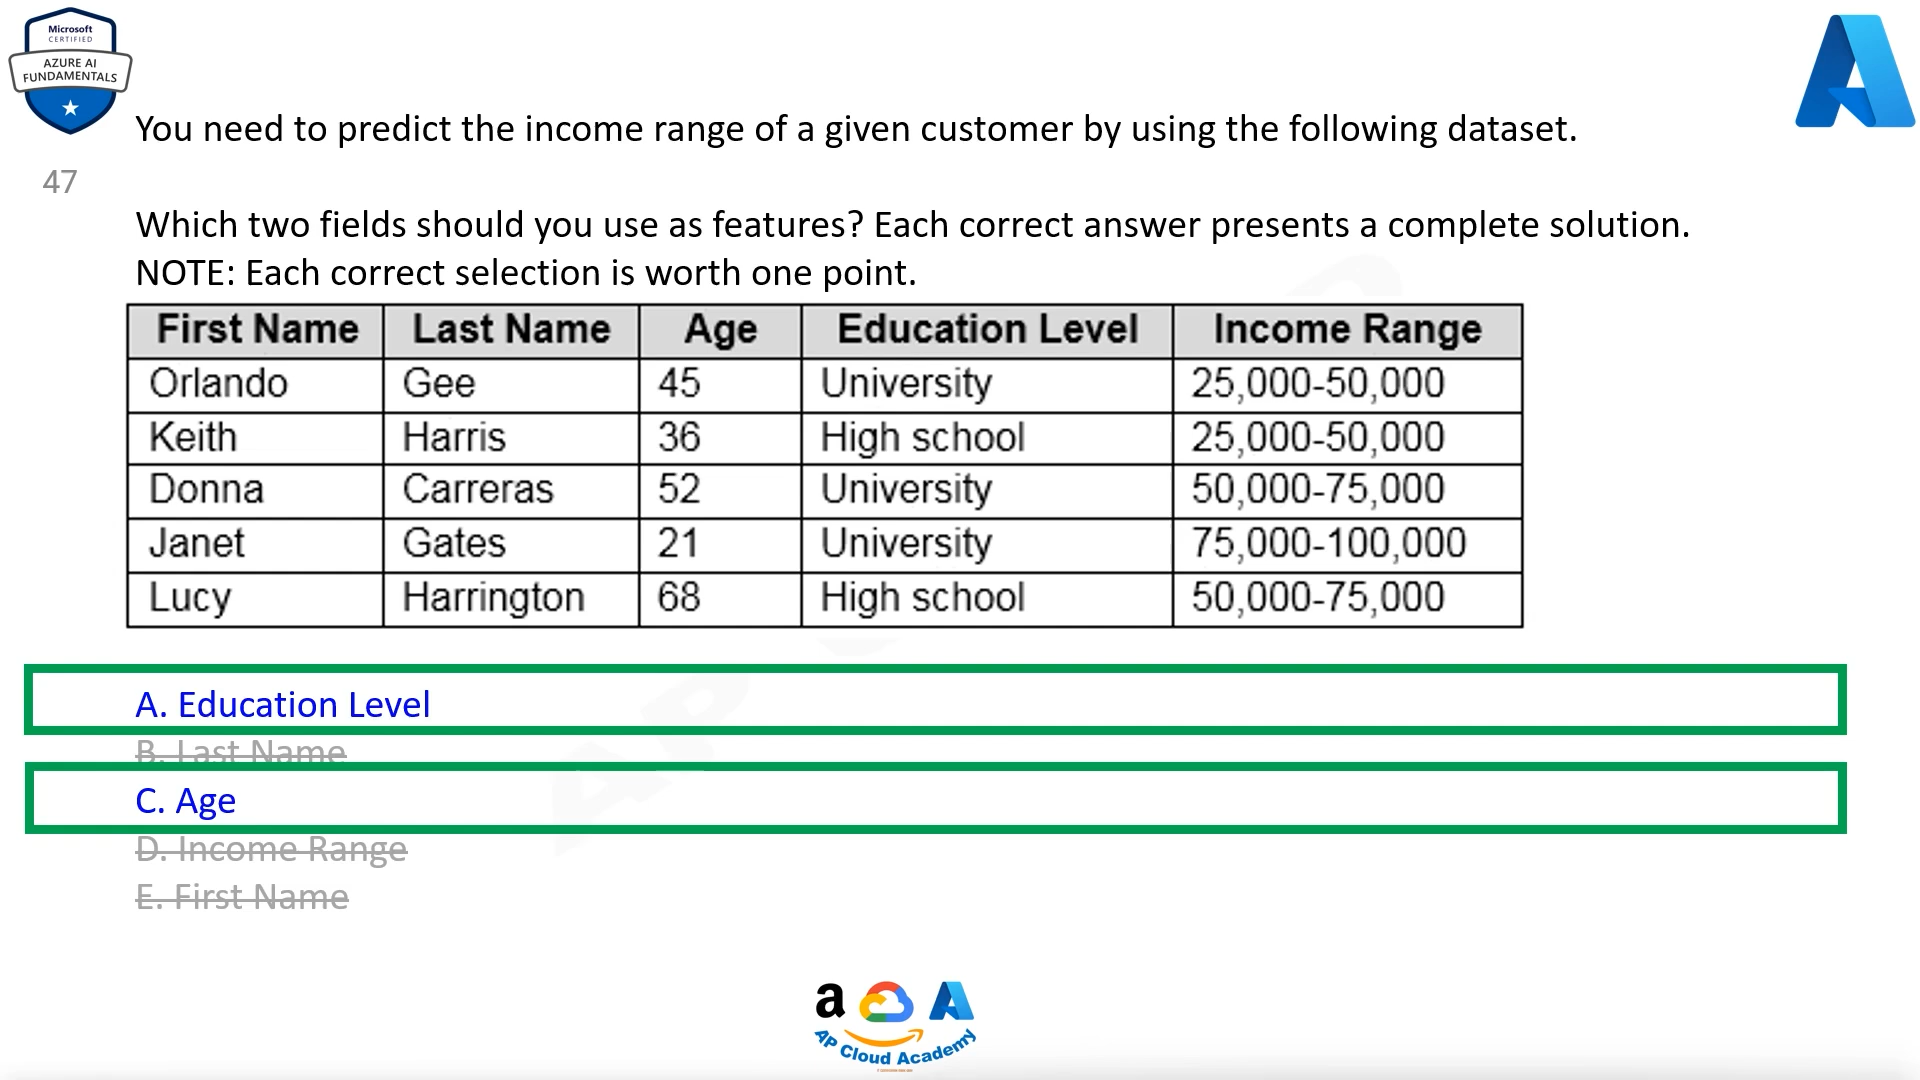 Microsoft
CERTIFIED
AZURE AI
FUNDAMENTALS
You need to predict the income range of a given customer by using the following dataset.
47
Which two fields should you use as features? Each correct answer presents a complete solution.
NOTE: Each correct selection is worth one point.
First Name Last Name Age Education Level Income Range
Orlando Gee 45 University 25,000-50,000
Keith Harris 36 High school 25,000-50,000
Donna Carreras 52 University 50,000-75,000
Janet Gates 21 University 75,000-100,000
Lucy Harrington 68 High school 50,000-75,000
A. Education Level
B. Last Name
C. Age
D. Income Range
E. First Name
a
AP Cloud Academy